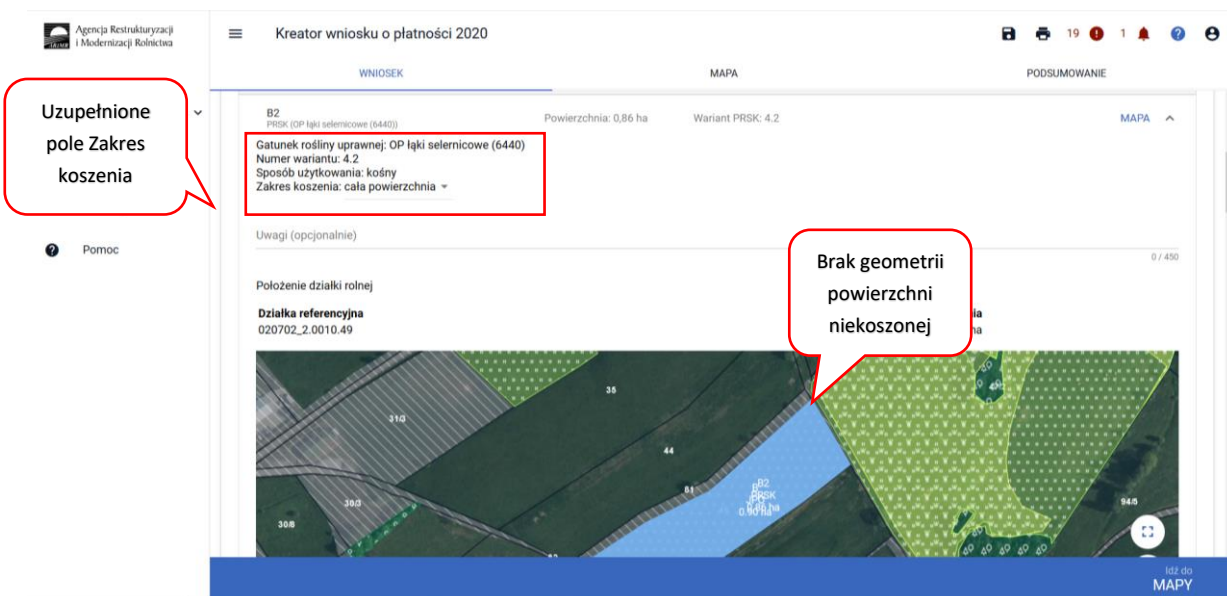 Agencja Restrukturyzacji
i Modernizacji Rolnictwa
ARiMR
Kreator wniosku o płatności 2020
19
1
WNIOSEK
MAPA
PODSUMOWANIE
Uzupełnione
pole Zakres
koszenia
Pomoc
B2
PRSK (OP łąki selernicowe (6440))
Powierzchnia: 0,86 ha
Wariant PRSK: 4.2
MAPA
Gatunek rośliny uprawnej: OP łąki selernicowe (6440)
Numer wariantu: 4.2
Sposób użytkowania: kośny
Zakres koszenia: cała powierzchnia
Uwagi (opcjonalnie)
0 / 450
Brak geometrii
powierzchni
niekoszonej
Położenie działki rolnej
Działka referencyjna
020702_2.0010.49
ia
ha
31/3
35
44
61
B2
PRSK
30/3
30/8
94/5
Idź do
MAPY